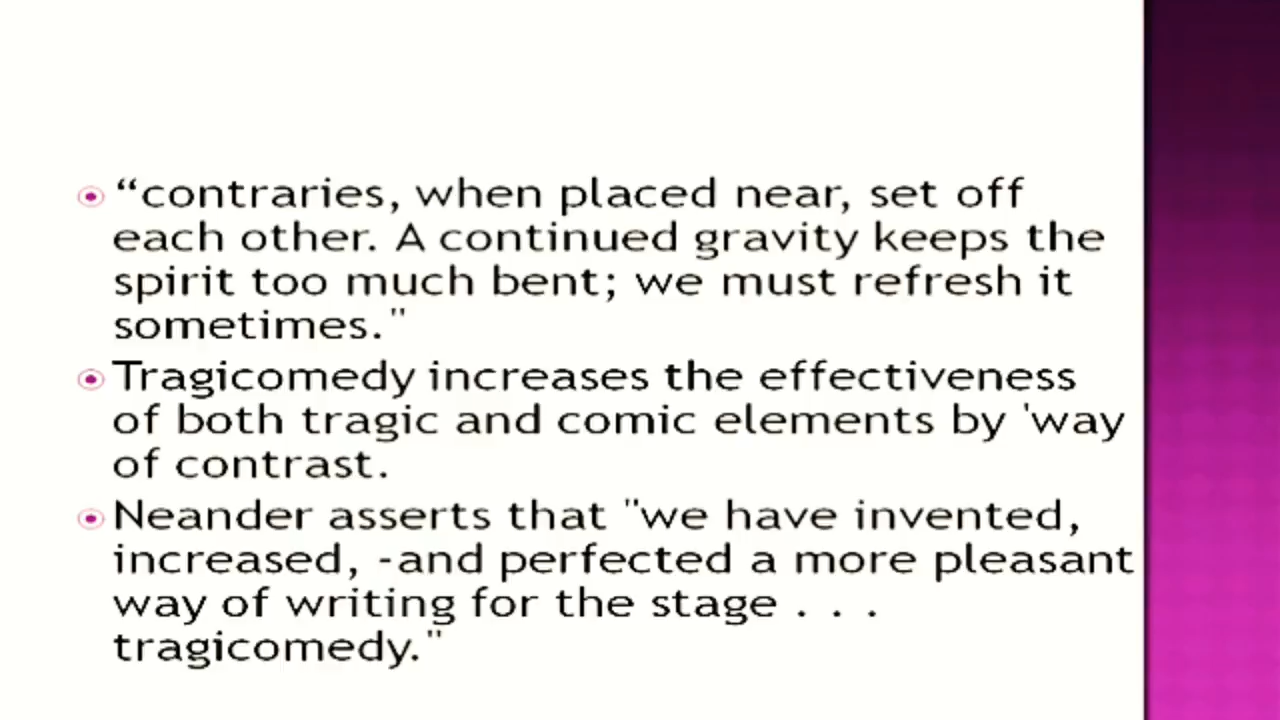 “contraries, when placed near, set off
each other. A continued gravity keeps the
spirit too much bent; we must refresh it
sometimes."
Tragicomedy increases the effectiveness
of both tragic and comic elements by 'way
of contrast.
Neander asserts that "we have invented,
increased, -and perfected a more pleasant
way of writing for the stage . . .
tragicomedy."